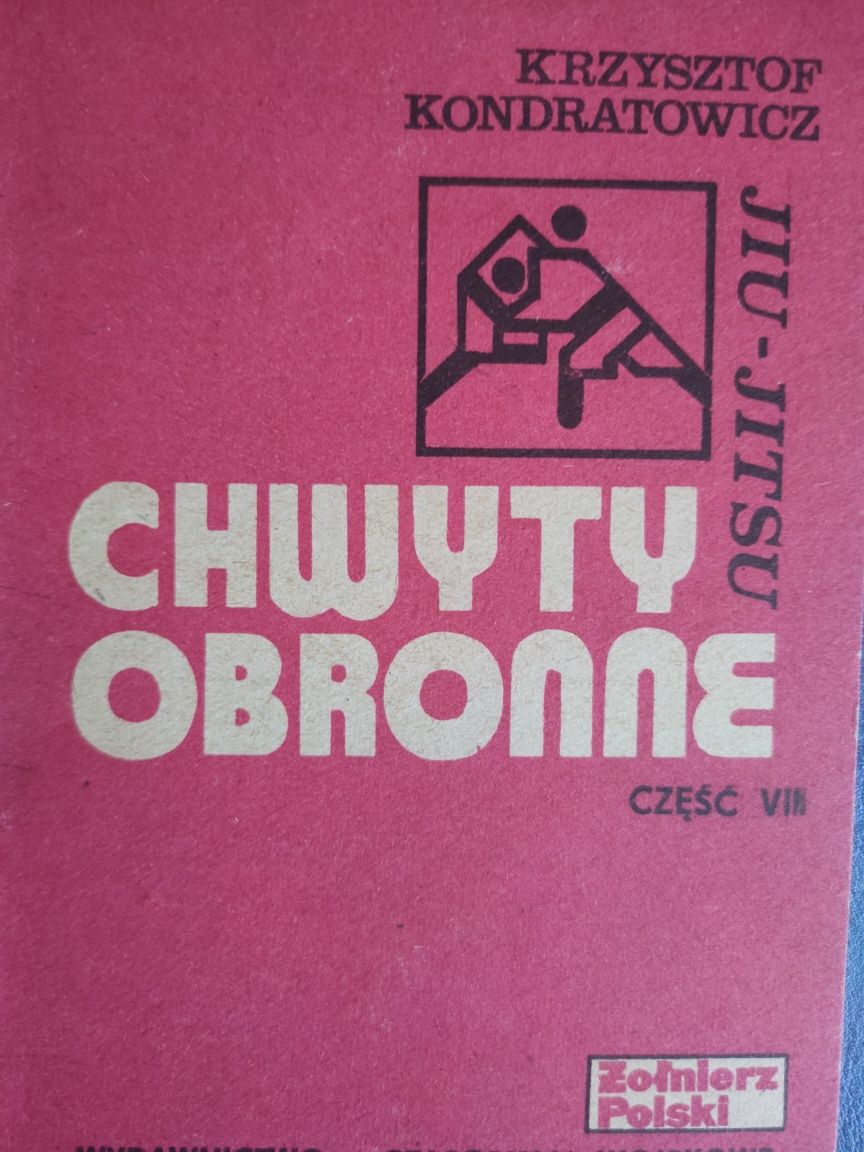 KRZYSZTOF
KONDRATOWICZ
JIU-JITSU
CHWYTY
OBRONNE
CZĘŚĆ VIII
Żołnierz
Polski